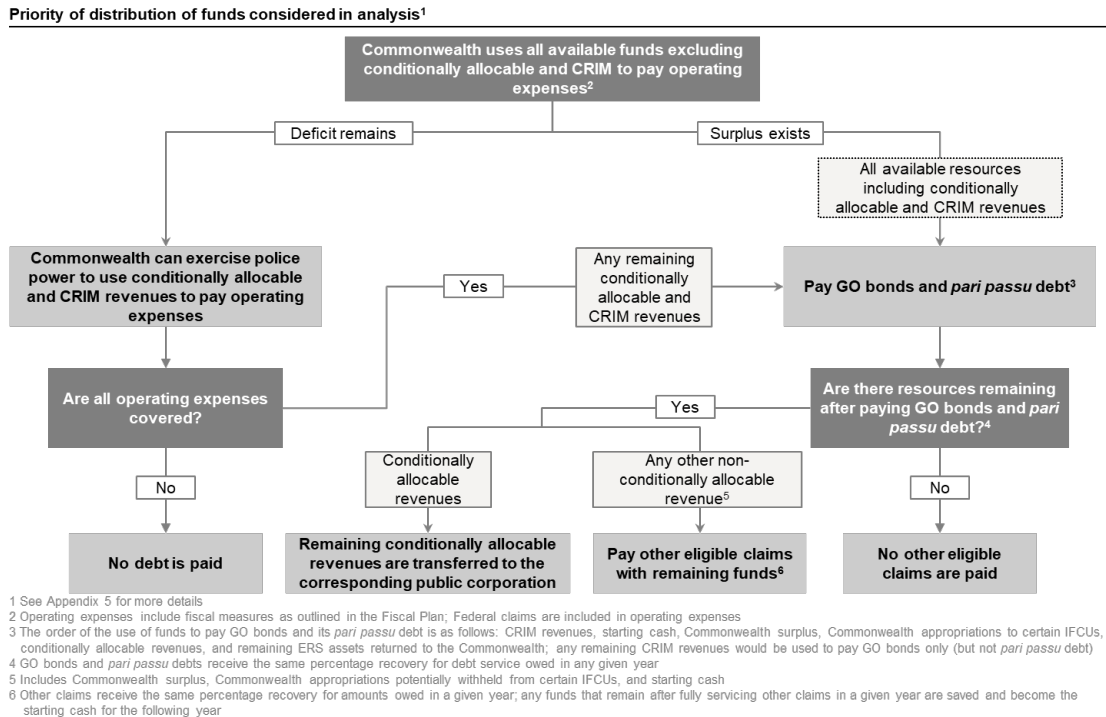 Priority of distribution of funds considered in analysis1
Commonwealth uses all available funds excluding
conditionally allocable and CRIM to pay operating
expenses2
Deficit remains
Surplus exists
All available resources
including conditionally
allocable and CRIM revenues
Commonwealth can exercise police
power to use conditionally allocable
and CRIM revenues to pay operating
expenses
Yes
Any remaining
conditionally
allocable and
CRIM revenues
Pay GO bonds and pari passu debt3
Are all operating expenses
covered?
Are there resources remaining
after paying GO bonds and pari
passu debt?4
Yes
Conditionally
allocable
revenues
Any other non-
conditionally allocable
revenue5
No
No
No debt is paid
Remaining conditionally allocable
revenues are transferred to the
corresponding public corporation
Pay other eligible claims
with remaining funds6
No other eligible
claims are paid
1 See Appendix 5 for more details
2 Operating expenses include fiscal measures as outlined in the Fiscal Plan; Federal claims are included in operating expenses
3 The order of the use of funds to pay GO bonds and its pari passu debt is as follows: CRIM revenues, starting cash, Commonwealth surplus, Commonwealth appropriations to certain IFCUs,
conditionally allocable revenues, and remaining ERS assets returned to the Commonwealth; any remaining CRIM revenues would be used to pay GO bonds only (but not pari passu debt)
4 GO bonds and pari passu debts receive the same percentage recovery for debt service owed in any given year
5 Includes Commonwealth surplus, Commonwealth appropriations potentially withheld from certain IFCUs, and starting cash
6 Other claims receive the same percentage recovery for amounts owed in a given year; any funds that remain after fully servicing other claims in a given year are saved and become the
starting cash for the following year